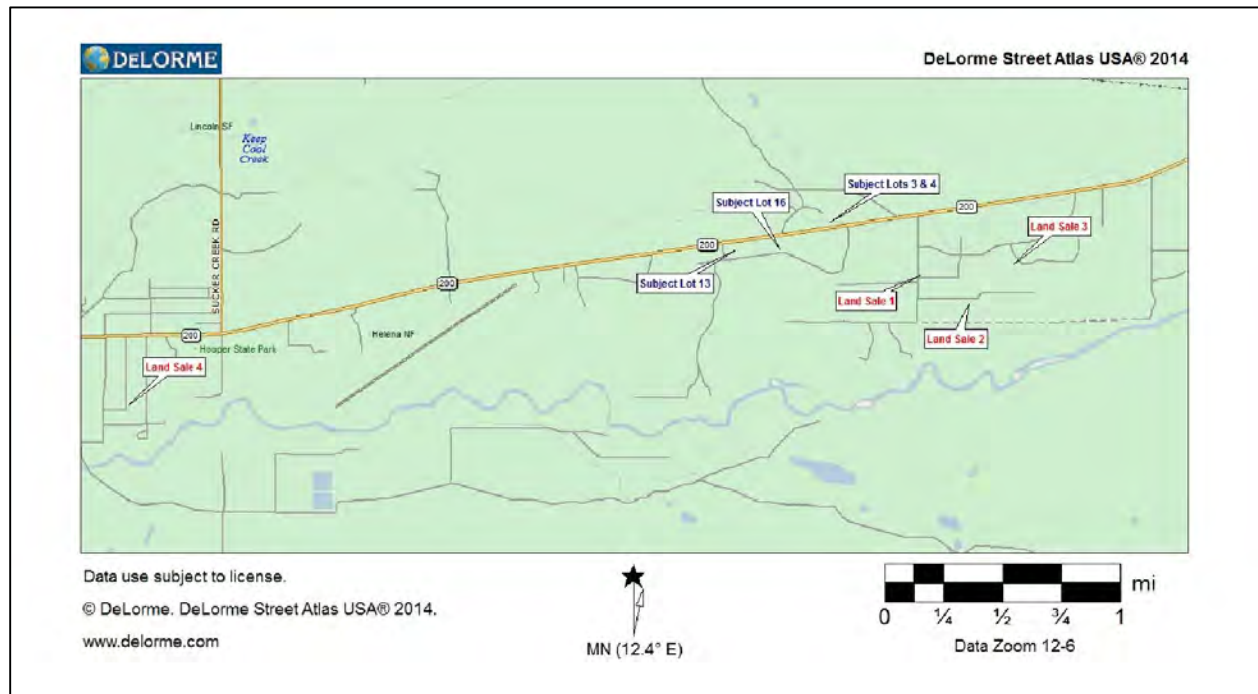 DELORME
DeLorme Street Atlas USA® 2014
Lincoln SF
Keep
Cool
Creek
SUCKER CREEK RD
Subject Lots 3 & 4
Subject Lot 16
200
Land Sale 3
200
Subject Lot 13
200
Land Sale 1
Helena NF
200
Land Sale 2
Hooper State Park
Land Sale 4
Data use subject to license.
© DeLorme. DeLorme Street Atlas USA® 2014.
www.delorme.com
MN (12.4° E)
mi
0 ¼ ½ ¾ 1
Data Zoom 12-6